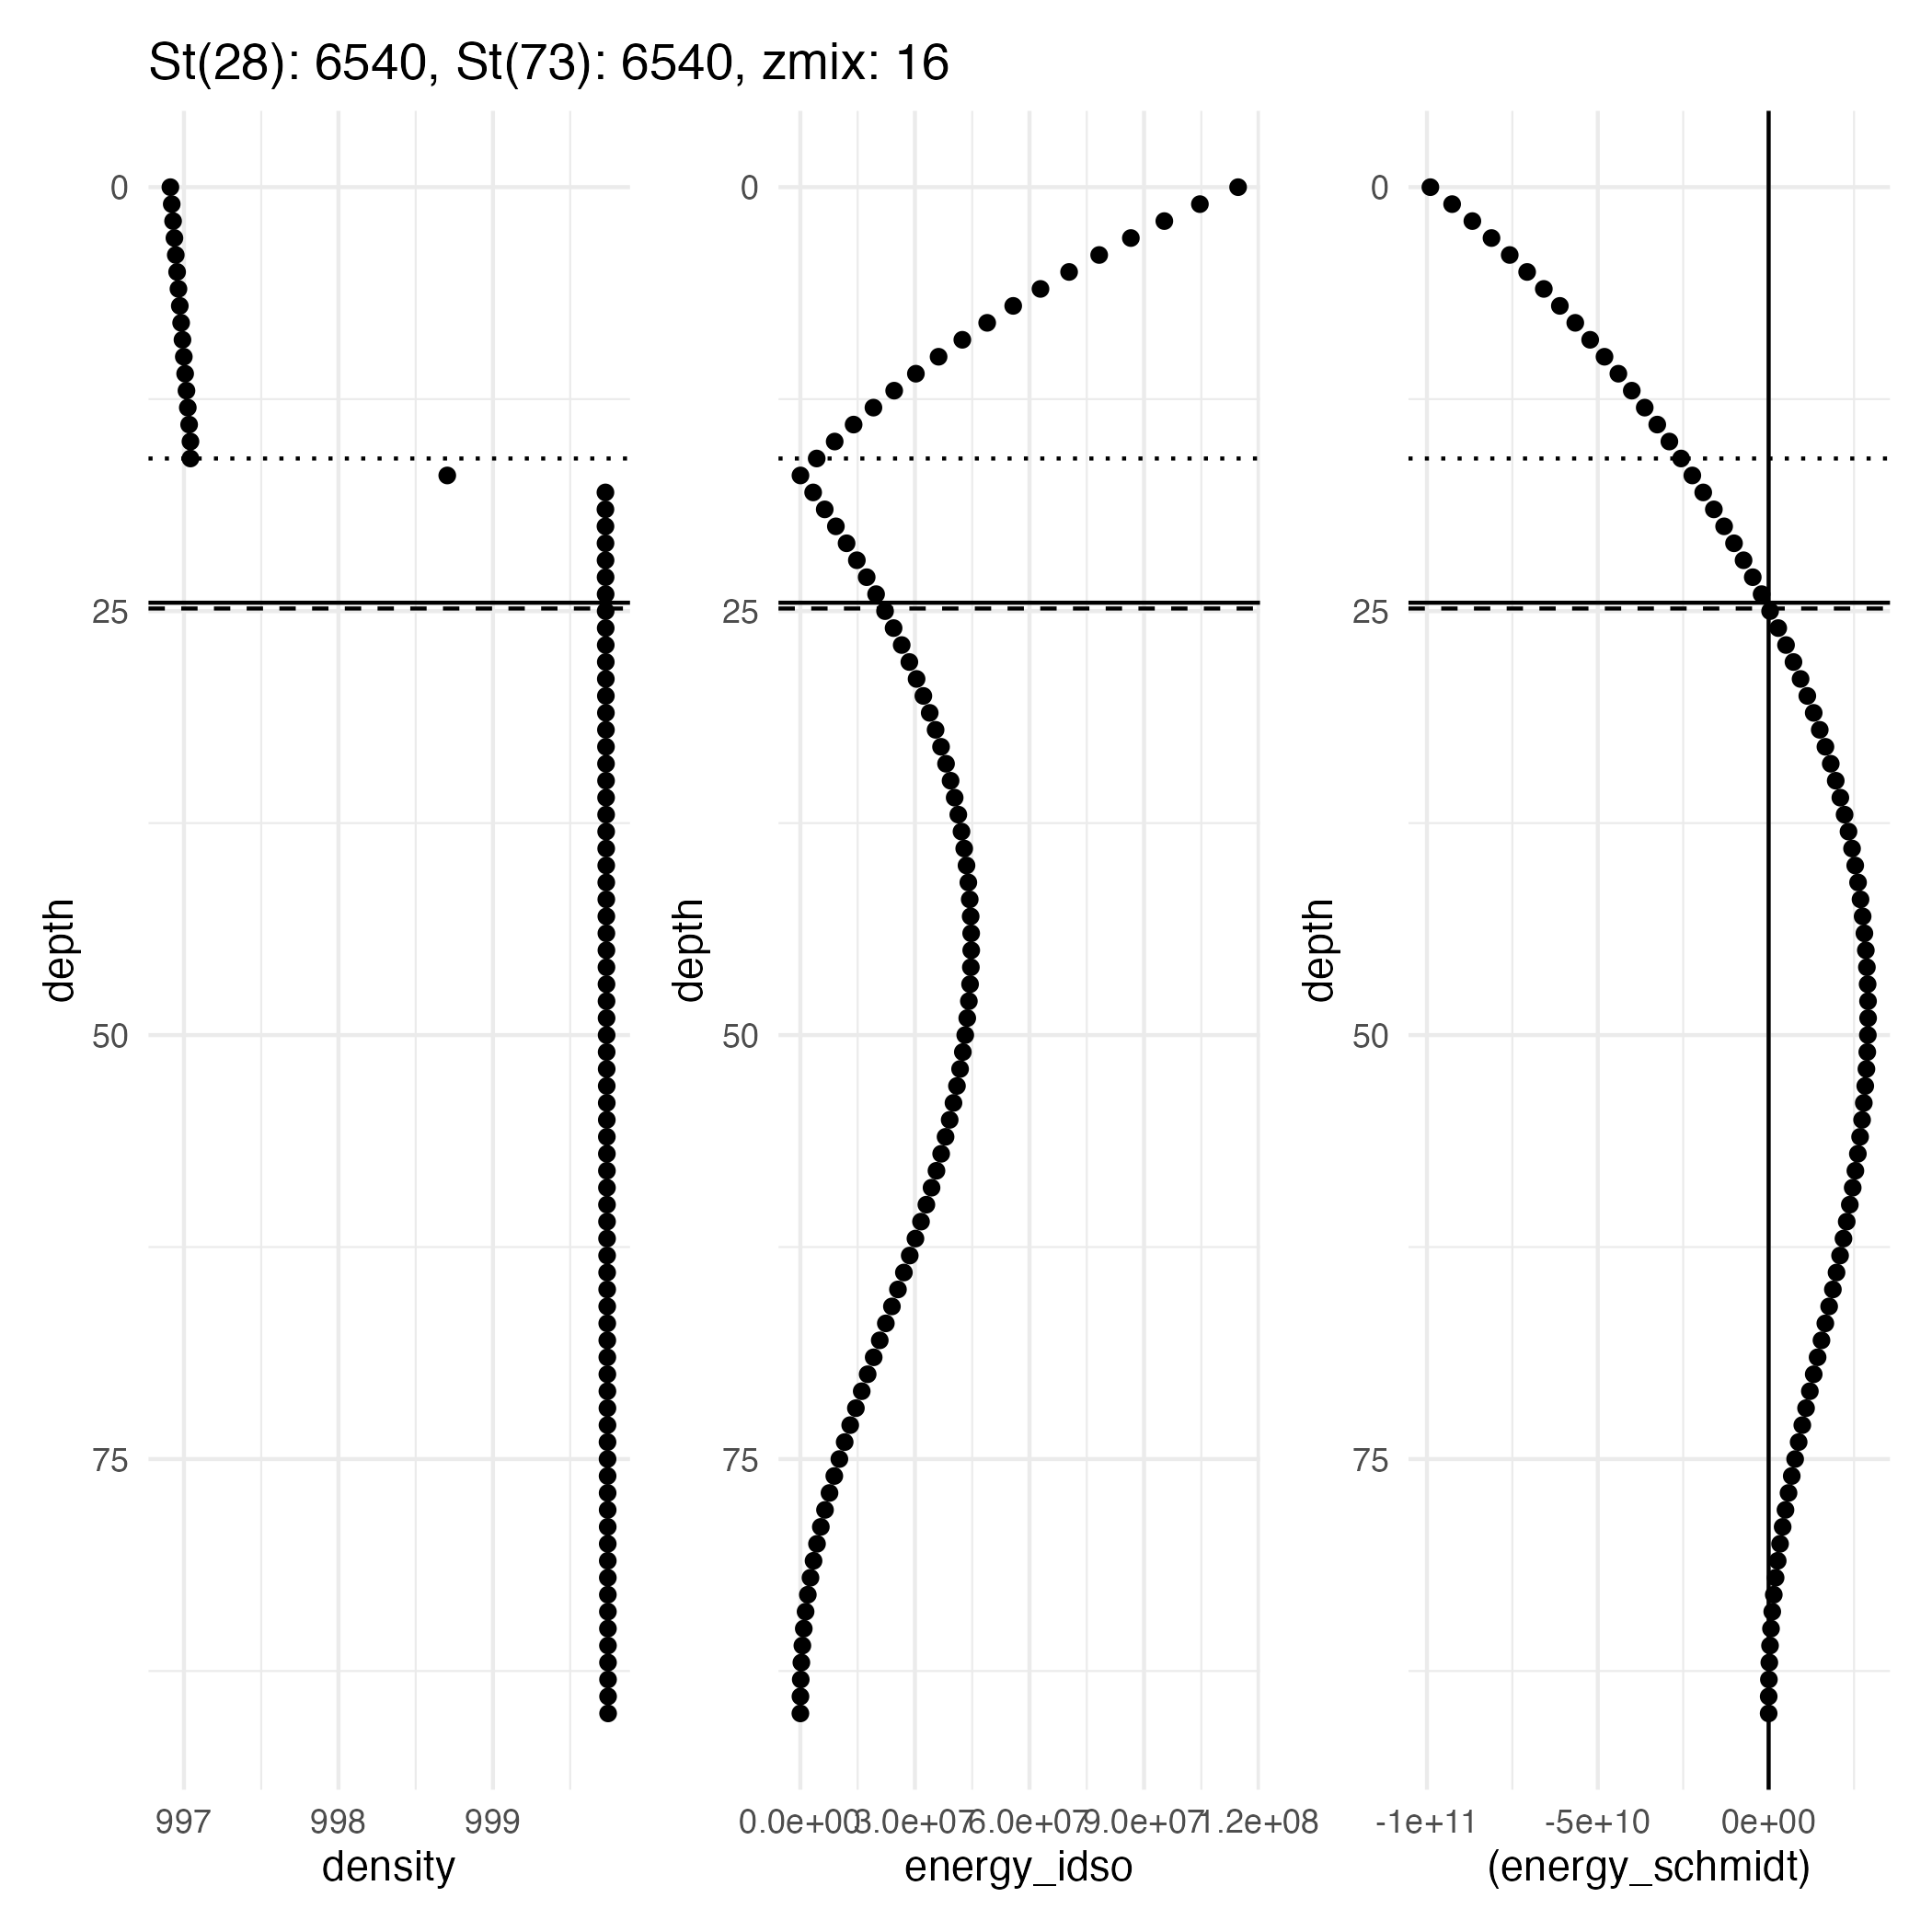 St(28): 6540, St(73): 6540, zmix: 16
0
25
50
75
depth
997 998 999
density
0
25
50
75
depth
0.0e+00 3.0e+07 6.0e+07 9.0e+07 1.2e+08
energy_idso
0
25
50
75
depth
-1e+11 -5e+10 0e+00
(energy_schmidt)